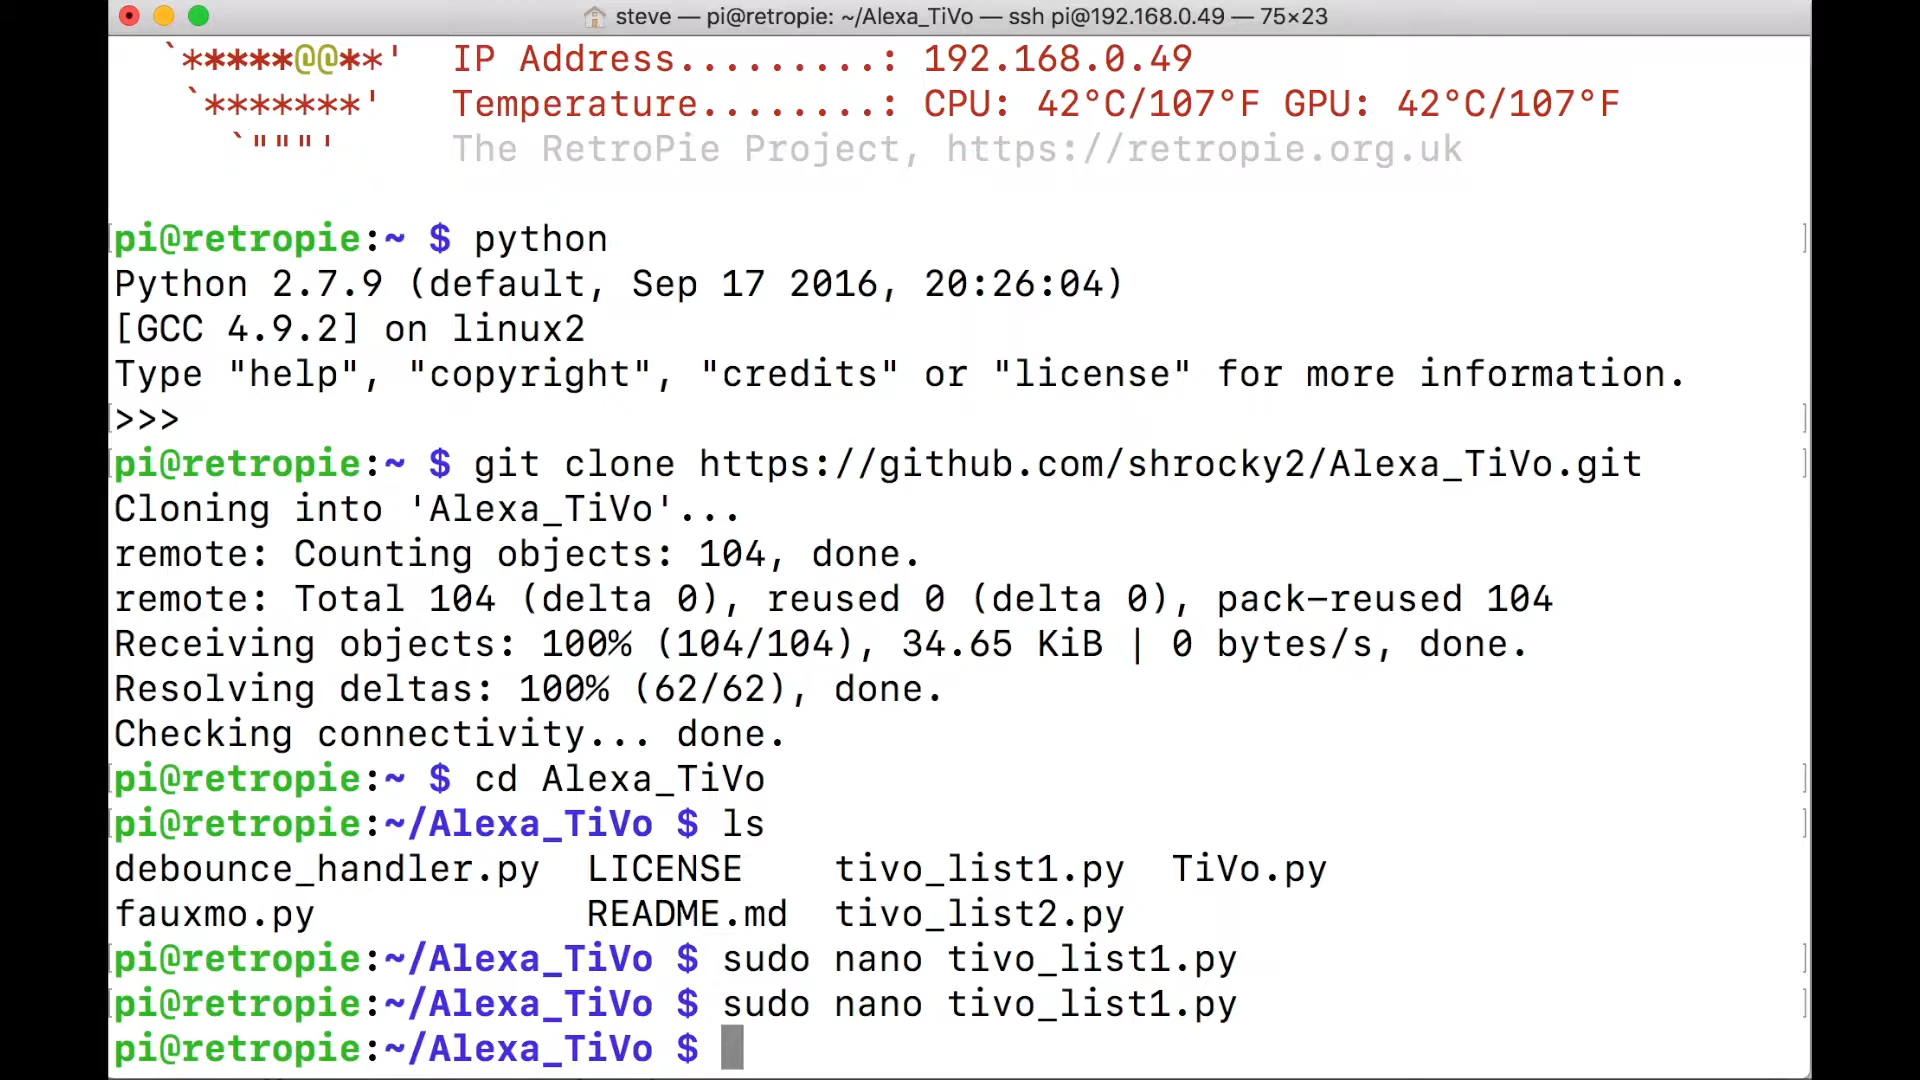 steve — pi@retropie: ~/Alexa_TiVo — ssh pi@192.168.0.49 — 75×23
`*****@@**'   IP Address.........: 192.168.0.49
`*******'   Temperature........: CPU: 42°C/107°F GPU: 42°C/107°F
`"""'   The RetroPie Project, https://retropie.org.uk
pi@retropie:~ $ python
Python 2.7.9 (default, Sep 17 2016, 20:26:04)
[GCC 4.9.2] on linux2
Type "help", "copyright", "credits" or "license" for more information.
>>>
pi@retropie:~ $ git clone https://github.com/shrocky2/Alexa_TiVo.git
Cloning into 'Alexa_TiVo'...
remote: Counting objects: 104, done.
remote: Total 104 (delta 0), reused 0 (delta 0), pack-reused 104
Receiving objects: 100% (104/104), 34.65 KiB | 0 bytes/s, done.
Resolving deltas: 100% (62/62), done.
Checking connectivity... done.
pi@retropie:~ $ cd Alexa_TiVo
pi@retropie:~/Alexa_TiVo $ ls
debounce_handler.py  LICENSE    tivo_list1.py  TiVo.py
fauxmo.py            README.md  tivo_list2.py
pi@retropie:~/Alexa_TiVo $ sudo nano tivo_list1.py
pi@retropie:~/Alexa_TiVo $ sudo nano tivo_list1.py
pi@retropie:~/Alexa_TiVo $